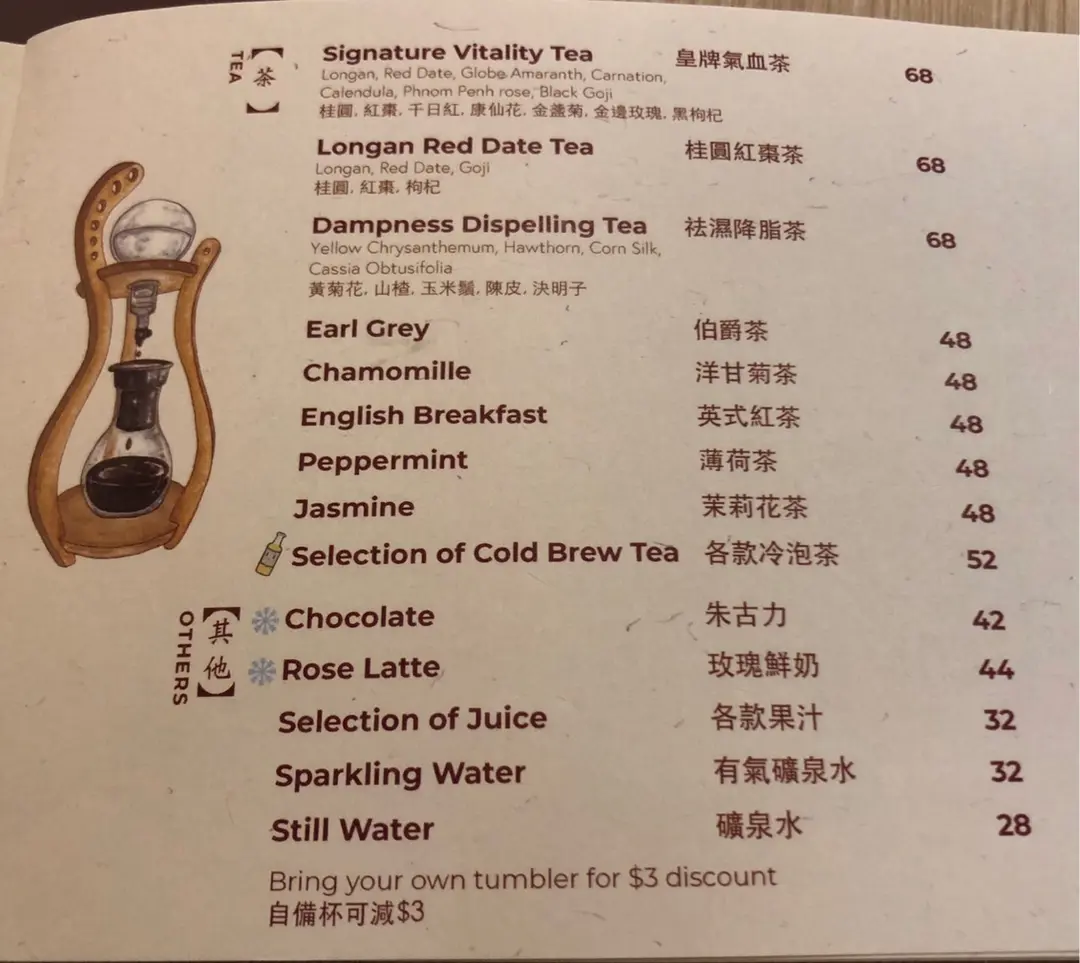 TEA
【茶】
Signature Vitality Tea 皇牌氣血茶 68
Longan, Red Date, Globe Amaranth, Carnation,
Calendula, Phnom Penh rose, Black Goji
桂圓, 紅棗, 千日紅, 康仙花, 金盞菊, 金邊玫瑰, 黑枸杞
Longan Red Date Tea 桂圓紅棗茶 68
Longan, Red Date, Goji
桂圓, 紅棗, 枸杞
Dampness Dispelling Tea 祛濕降脂茶 68
Yellow Chrysanthemum, Hawthorn, Corn Silk,
Cassia Obtusifolia
黃菊花, 山楂, 玉米鬚, 陳皮, 決明子
Earl Grey 伯爵茶 48
Chamomille 洋甘菊茶 48
English Breakfast 英式紅茶 48
Peppermint 薄荷茶 48
Jasmine 茉莉花茶 48
Selection of Cold Brew Tea 各款冷泡茶 52
OTHERS
【其他】
Chocolate 朱古力 42
Rose Latte 玫瑰鮮奶 44
Selection of Juice 各款果汁 32
Sparkling Water 有氣礦泉水 32
Still Water 礦泉水 28
Bring your own tumbler for $3 discount
自備杯可減$3